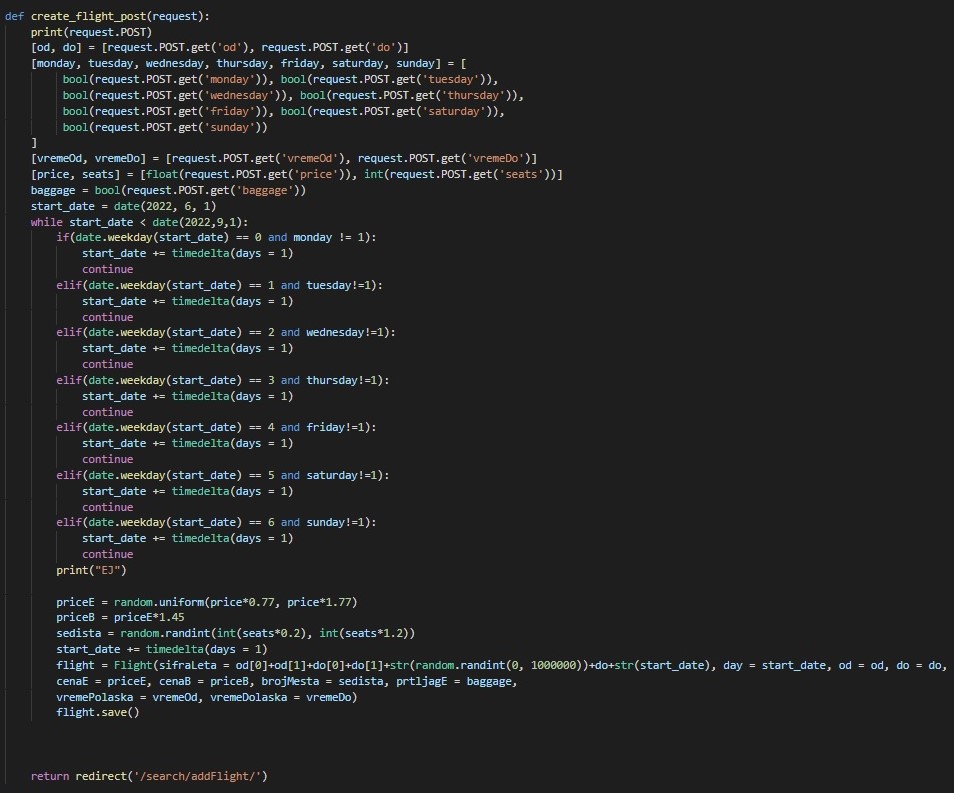 def create_flight_post(request):
    print(request.POST)
    [od, do] = [request.POST.get('od'), request.POST.get('do')]
    [monday, tuesday, wednesday, thursday, friday, saturday, sunday] = [
        bool(request.POST.get('monday')), bool(request.POST.get('tuesday')),
        bool(request.POST.get('wednesday')), bool(request.POST.get('thursday')),
        bool(request.POST.get('friday')), bool(request.POST.get('saturday')),
        bool(request.POST.get('sunday'))
    ]
    [vremeOd, vremeDo] = [request.POST.get('vremeOd'), request.POST.get('vremeDo')]
    [price, seats] = [float(request.POST.get('price')), int(request.POST.get('seats'))]
    baggage = bool(request.POST.get('baggage'))
    start_date = date(2022, 6, 1)
    while start_date < date(2022,9,1):
        if(date.weekday(start_date) == 0 and monday != 1):
            start_date += timedelta(days = 1)
            continue
        elif(date.weekday(start_date) == 1 and tuesday!=1):
            start_date += timedelta(days = 1)
            continue
        elif(date.weekday(start_date) == 2 and wednesday!=1):
            start_date += timedelta(days = 1)
            continue
        elif(date.weekday(start_date) == 3 and thursday!=1):
            start_date += timedelta(days = 1)
            continue
        elif(date.weekday(start_date) == 4 and friday!=1):
            start_date += timedelta(days = 1)
            continue
        elif(date.weekday(start_date) == 5 and saturday!=1):
            start_date += timedelta(days = 1)
            continue
        elif(date.weekday(start_date) == 6 and sunday!=1):
            start_date += timedelta(days = 1)
            continue
        print("EJ")
        priceE = random.uniform(price*0.77, price*1.77)
        priceB = priceE*1.45
        sedista = random.randint(int(seats*0.2), int(seats*1.2))
        start_date += timedelta(days = 1)
        flight = Flight(sifraLeta = od[0]+od[1]+do[0]+do[1]+str(random.randint(0, 1000000))+do+str(start_date), day = start_date, od = od, do = do,
        cenaE = priceE, cenaB = priceB, brojMesta = sedista, prtljagE = baggage,
        vremePolaska = vremeOd, vremeDolaska = vremeDo)
        flight.save()
    return redirect('/search/addFlight/')